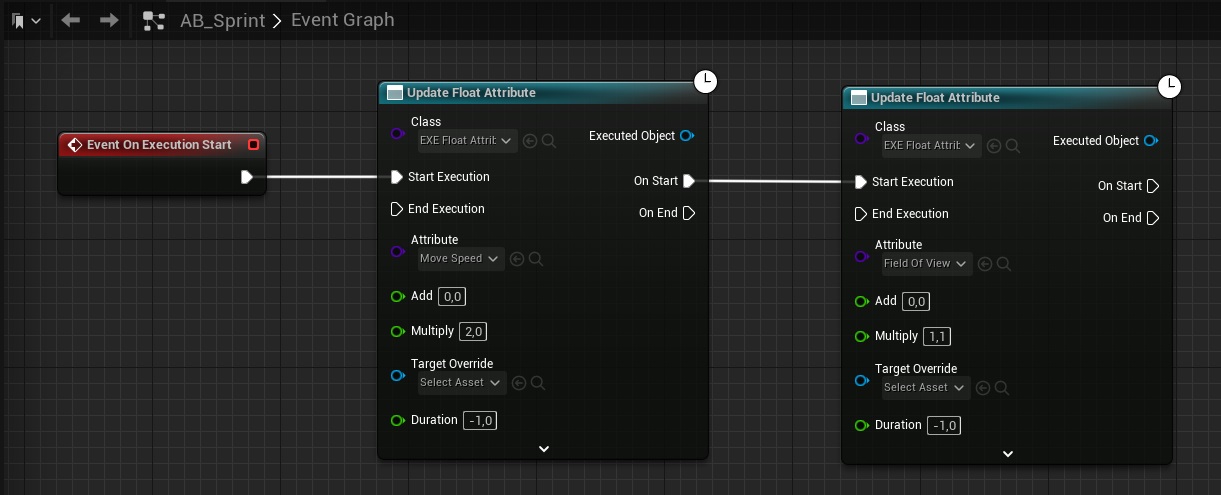 AB_Sprint > Event Graph
Event On Execution Start
Update Float Attribute
Class
EXE Float Attrit
Executed Object
Start Execution
On Start
End Execution
On End
Attribute
Move Speed
Add 0,0
Multiply 2,0
Target Override
Select Asset
Duration -1,0
Update Float Attribute
Class
EXE Float Attrit
Executed Object
Start Execution
On Start
End Execution
On End
Attribute
Field Of View
Add 0,0
Multiply 1,1
Target Override
Select Asset
Duration -1,0